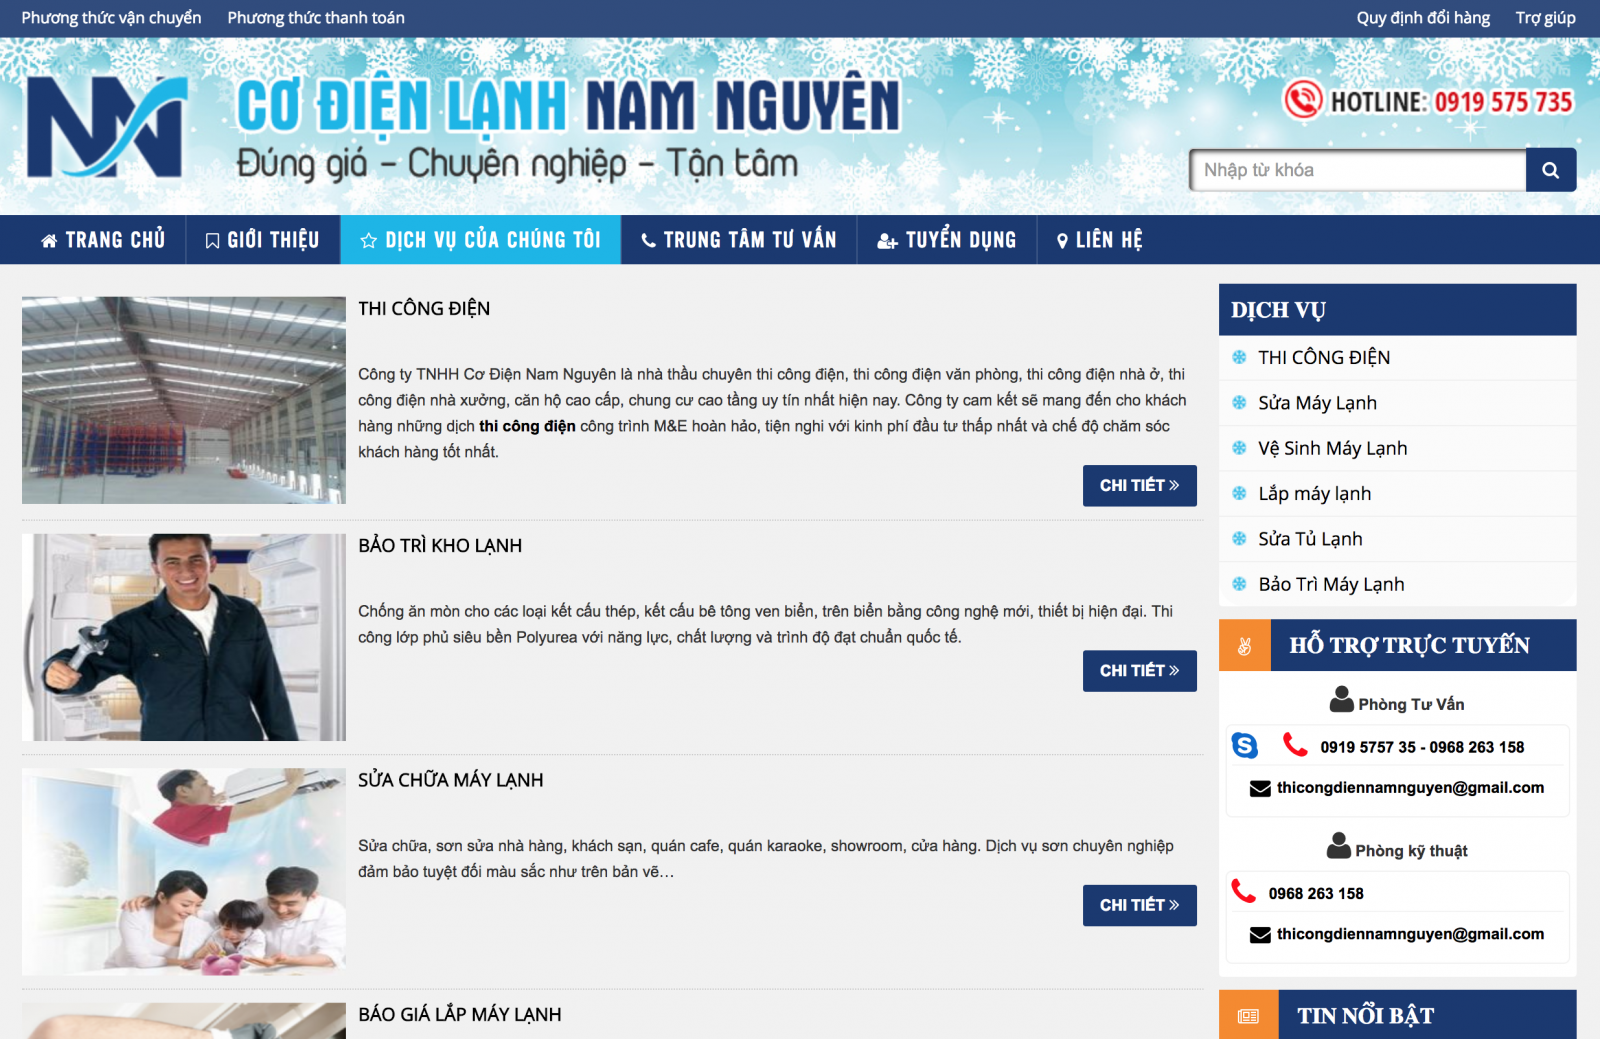 Phương thức vận chuyển Phương thức thanh toán Quy định đổi hàng Trợ giúp
CƠ ĐIỆN LẠNH NAM NGUYÊN
Đúng giá – Chuyên nghiệp – Tận tâm
HOTLINE: 0919 575 735
Nhập từ khóa
TRANG CHỦ GIỚI THIỆU DỊCH VỤ CỦA CHÚNG TÔI TRUNG TÂM TƯ VẤN TUYỂN DỤNG LIÊN HỆ
THI CÔNG ĐIỆN
Công ty TNHH Cơ Điện Nam Nguyên là nhà thầu chuyên thi công điện, thi công điện văn phòng, thi công điện nhà ở, thi
công điện nhà xưởng, căn hộ cao cấp, chung cư cao tầng uy tín nhất hiện nay. Công ty cam kết sẽ mang đến cho khách
hàng những dịch thi công điện công trình M&E hoàn hảo, tiện nghi với kinh phí đầu tư thấp nhất và chế độ chăm sóc
khách hàng tốt nhất.
CHI TIẾT »
BẢO TRÌ KHO LẠNH
Chống ăn mòn cho các loại kết cấu thép, kết cấu bê tông ven biển, trên biển bằng công nghệ mới, thiết bị hiện đại. Thi
công lớp phủ siêu bền Polyurea với năng lực, chất lượng và trình độ đạt chuẩn quốc tế.
CHI TIẾT »
SỬA CHỮA MÁY LẠNH
Sửa chữa, sơn sửa nhà hàng, khách sạn, quán cafe, quán karaoke, showroom, cửa hàng. Dịch vụ sơn chuyên nghiệp
đảm bảo tuyệt đối màu sắc như trên bản vẽ…
CHI TIẾT »
BÁO GIÁ LẮP MÁY LẠNH
DỊCH VỤ
THI CÔNG ĐIỆN
Sửa Máy Lạnh
Vệ Sinh Máy Lạnh
Lắp máy lạnh
Sửa Tủ Lạnh
Bảo Trì Máy Lạnh
HỖ TRỢ TRỰC TUYẾN
Phòng Tư Vấn
0919 5757 35 - 0968 263 158
thicongdiennamnguyen@gmail.com
Phòng kỹ thuật
0968 263 158
thicongdiennamnguyen@gmail.com
TIN NỔI BẬT